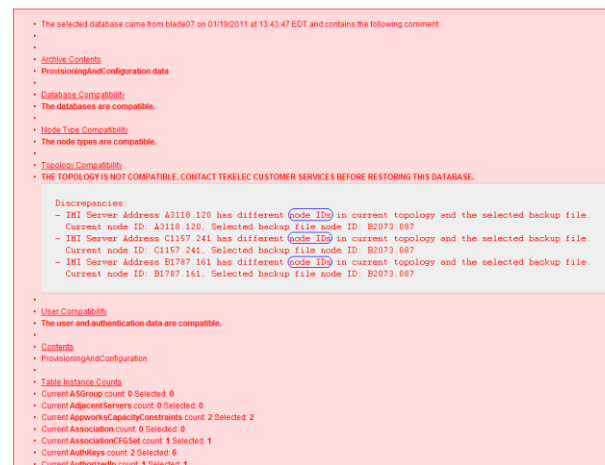 The selected database came from blade07 on 01/19/2011 at 13:43:47 EDT and contains the following comment:
Archive Contents
ProvisioningAndConfiguration data
Database Compatibility
The databases are compatible.
Node Type Compatibility
The node types are compatible.
Topology Compatibility
THE TOPOLOGY IS NOT COMPATIBLE. CONTACT TEKELEC CUSTOMER SERVICES BEFORE RESTORING THIS DATABASE.
Discrepancies:
- IMI Server Address A3118.120 has different node IDs in current topology and the selected backup file.
Current node ID: A3118.120, Selected backup file node ID: B2073.087
- IMI Server Address C1157.241 has different node IDs in current topology and the selected backup file.
Current node ID: C1157.241, Selected backup file node ID: B2073.087
- IMI Server Address B1787.161 has different node IDs in current topology and the selected backup file.
Current node ID: B1787.161, Selected backup file node ID: B2073.087
User Compatibility
The user and authentication data are compatible.
Contents
ProvisioningAndConfiguration
Table Instance Counts
Current ASGroup count: 0 Selected: 0
Current AdjacentServers count: 0 Selected: 0
Current AppworksCapacityConstraints count: 2 Selected: 2
Current Association count: 0 Selected: 0
Current AssociationCFGSet count: 1 Selected: 1
Current AuthKeys count: 2 Selected: 6
Current AuthorizedIp count: 1 Selected: 1